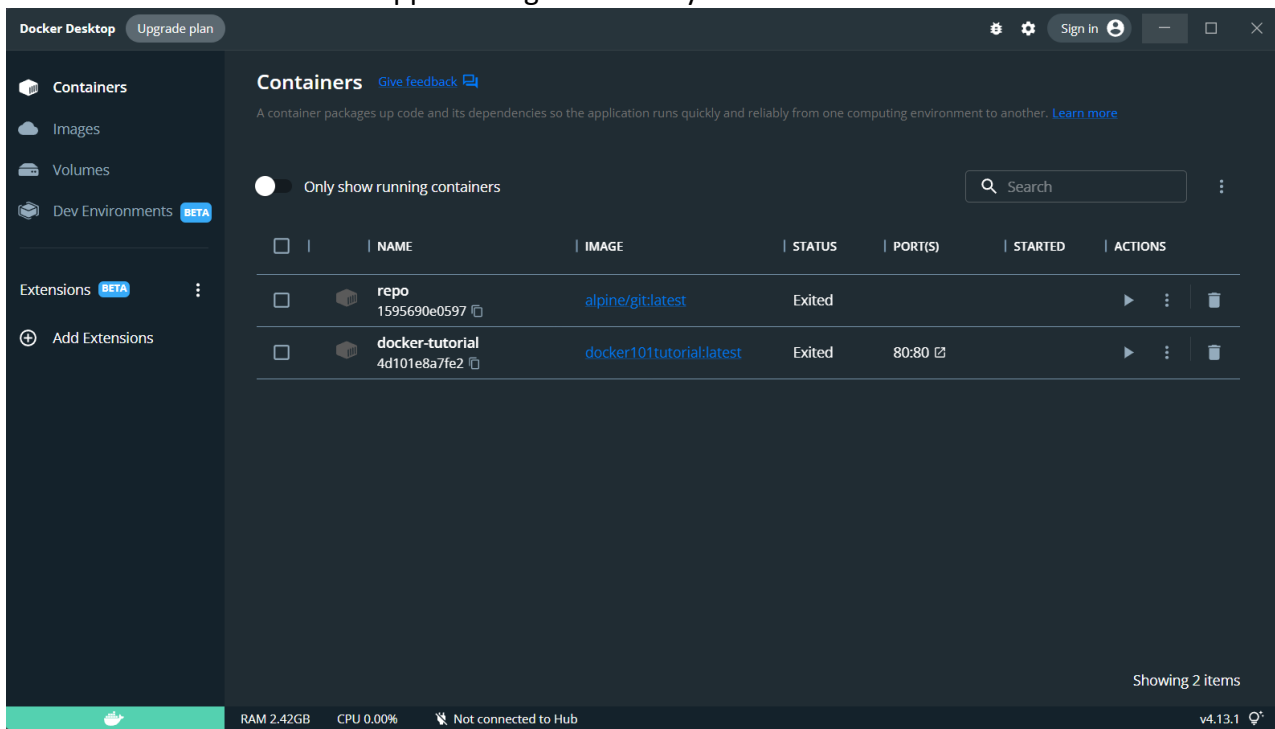 Docker Desktop Upgrade plan Sign in
Containers
Images
Volumes
Dev Environments BETA
Extensions BETA
Add Extensions
Containers Give feedback
A container packages up code and its dependencies so the application runs quickly and reliably from one computing environment to another. Learn more
Only show running containers Search
NAME IMAGE STATUS PORT(S) STARTED ACTIONS
repo alpine/git:latest Exited
1595690e0597
docker-tutorial docker101tutorial:latest Exited 80:80
4d101e8a7fe2
Showing 2 items
RAM 2.42GB CPU 0.00% Not connected to Hub v4.13.1